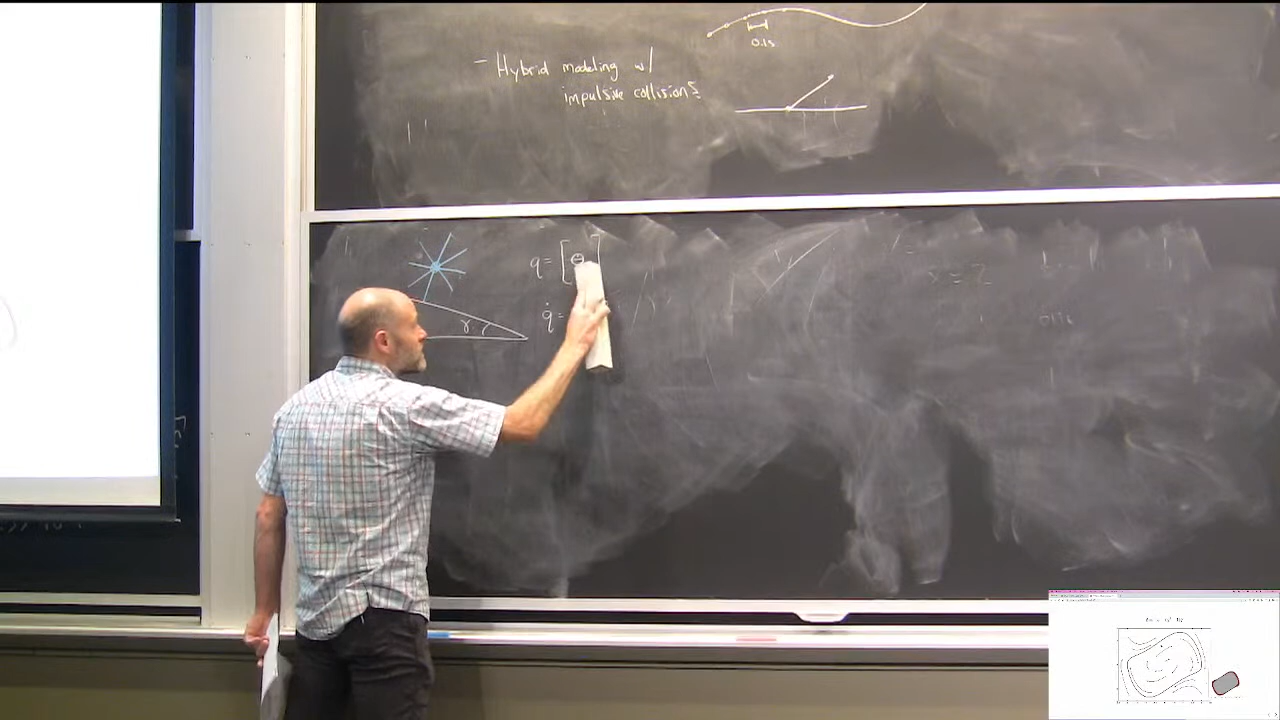 0.1s
- Hybrid modeling w/
impulsive collisions
q = [ θ ]
q̇ =
γ